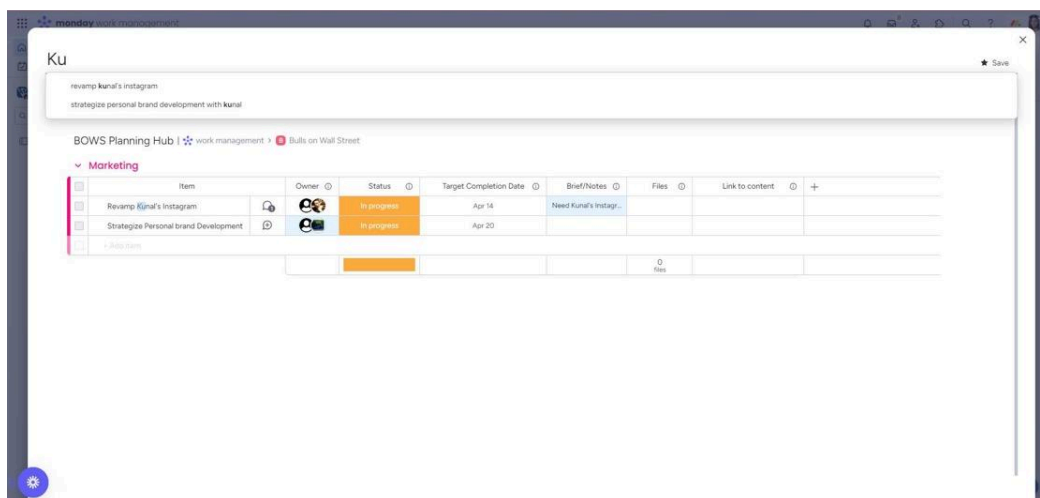 monday work management
Ku
Save
revamp kunal's instagram
strategize personal brand development with kunal
BOWS Planning Hub | work management > B Bulls on Wall Street
Marketing
Item Owner Status Target Completion Date Brief/Notes Files Link to content +
Revamp Kunal's Instagram In progress Apr 14 Need Kunal's Instagr...
Strategize Personal brand Development In progress Apr 20
+ Add item
0
files